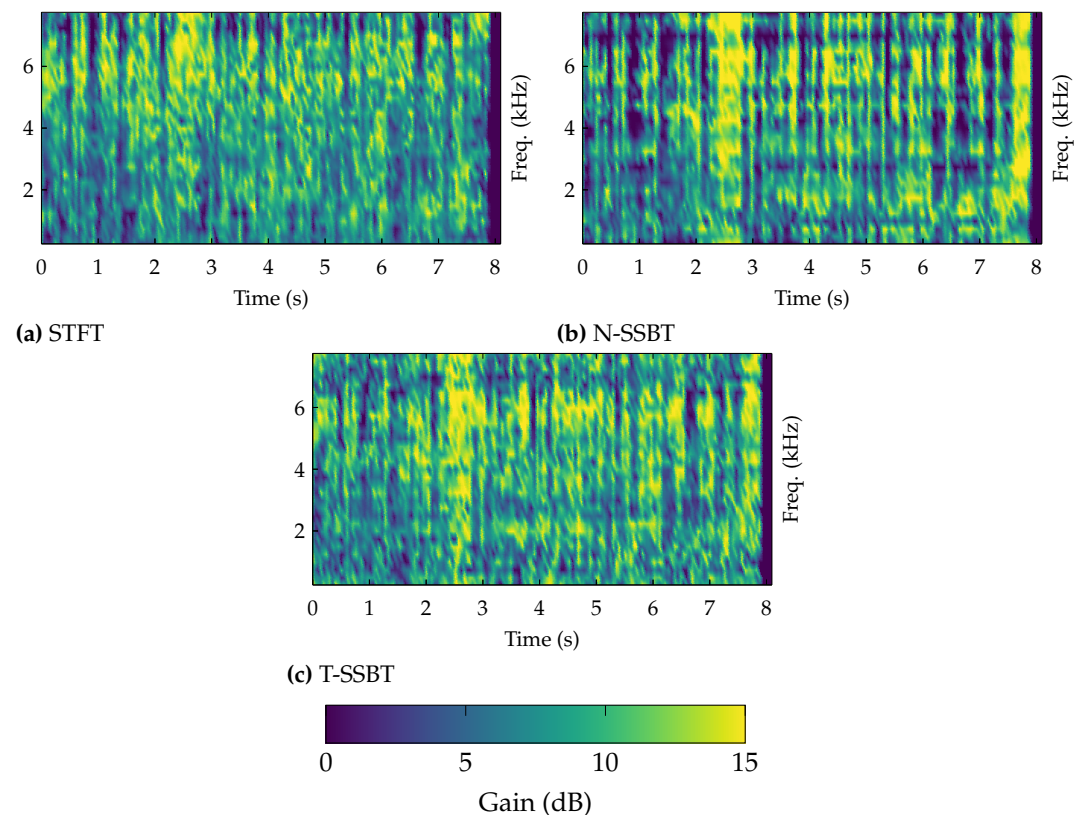 6
4
2
Freq. (kHz)
0 1 2 3 4 5 6 7 8
Time (s)
(a) STFT
6
4
2
Freq. (kHz)
0 1 2 3 4 5 6 7 8
Time (s)
(b) N-SSBT
6
4
2
Freq. (kHz)
0 1 2 3 4 5 6 7 8
Time (s)
(c) T-SSBT
0 5 10 15
Gain (dB)